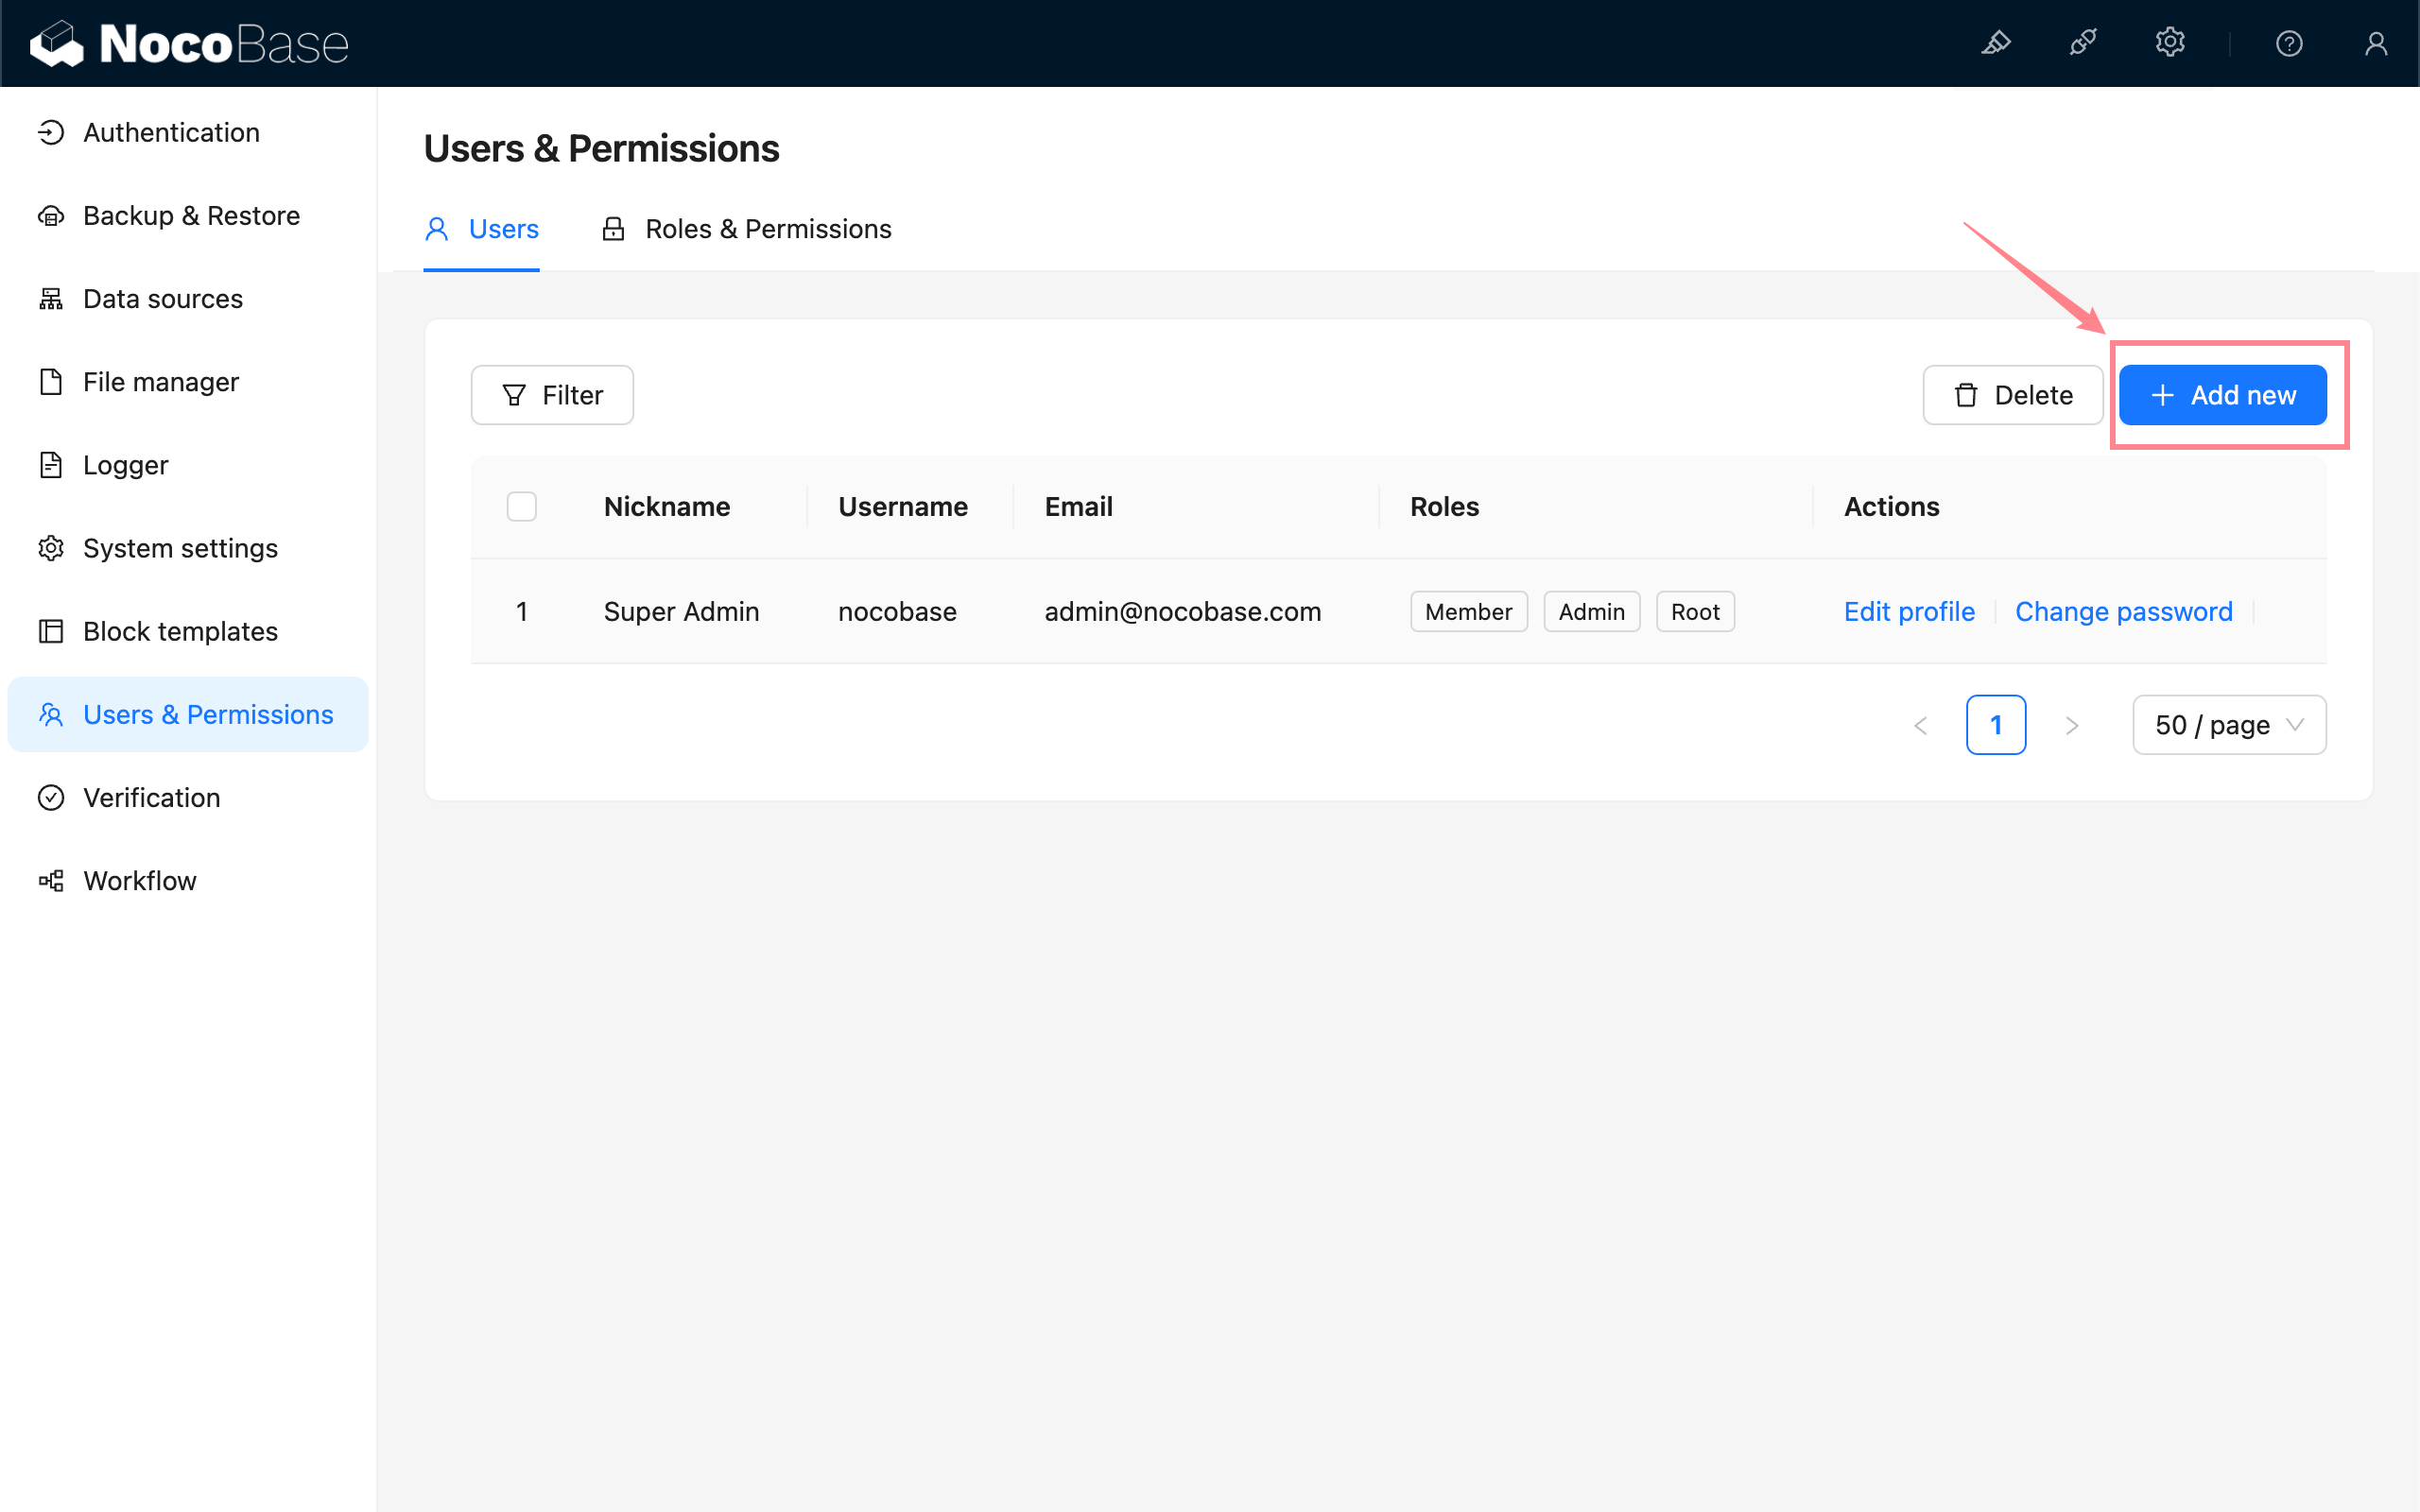 NocoBase
Authentication
Backup & Restore
Data sources
File manager
Logger
System settings
Block templates
Users & Permissions
Verification
Workflow
Users & Permissions
Users Roles & Permissions
Filter Delete Add new
Nickname Username Email Roles Actions
1 Super Admin nocobase admin@nocobase.com Member Admin Root Edit profile Change password
1 50 / page